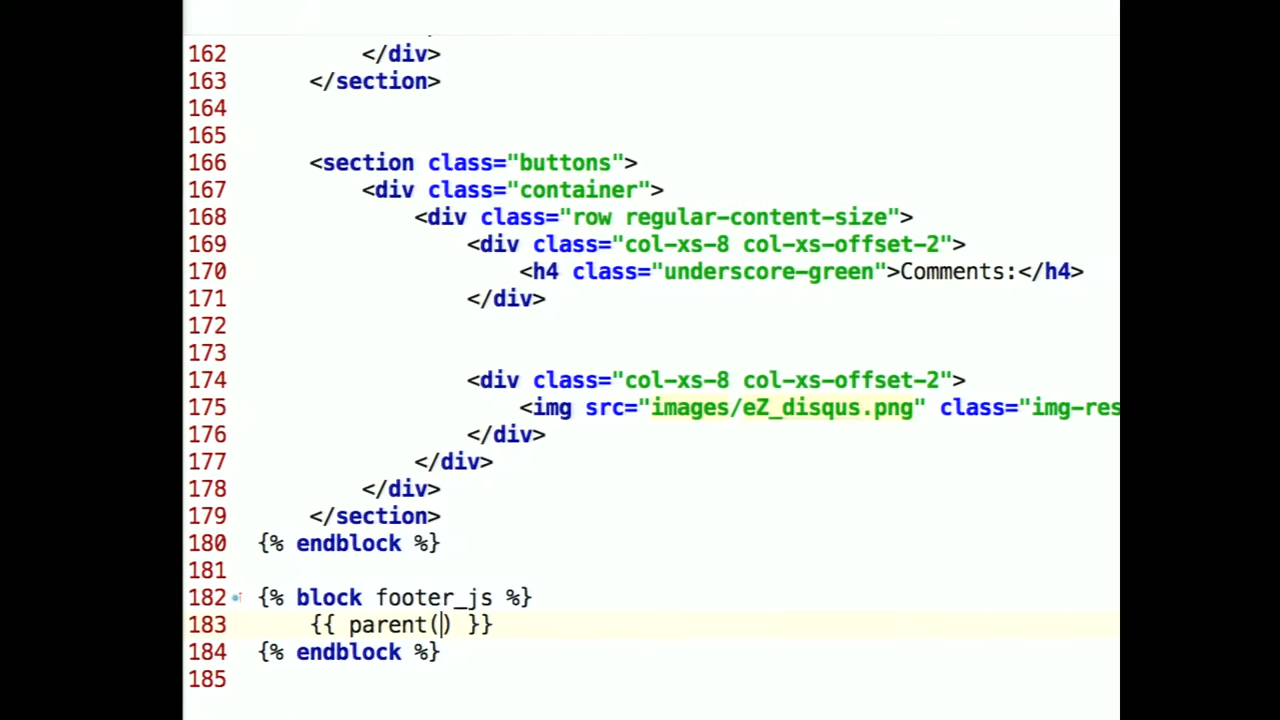 162 </div>
163 </section>
164
165
166 <section class="buttons">
167 <div class="container">
168 <div class="row regular-content-size">
169 <div class="col-xs-8 col-xs-offset-2">
170 <h4 class="underscore-green">Comments:</h4>
171 </div>
172
173
174 <div class="col-xs-8 col-xs-offset-2">
175 <img src="images/eZ_disqus.png" class="img-res
176 </div>
177 </div>
178 </div>
179 </section>
180 {% endblock %}
181
182 {% block footer_js %}
183 {{ parent() }}
184 {% endblock %}
185